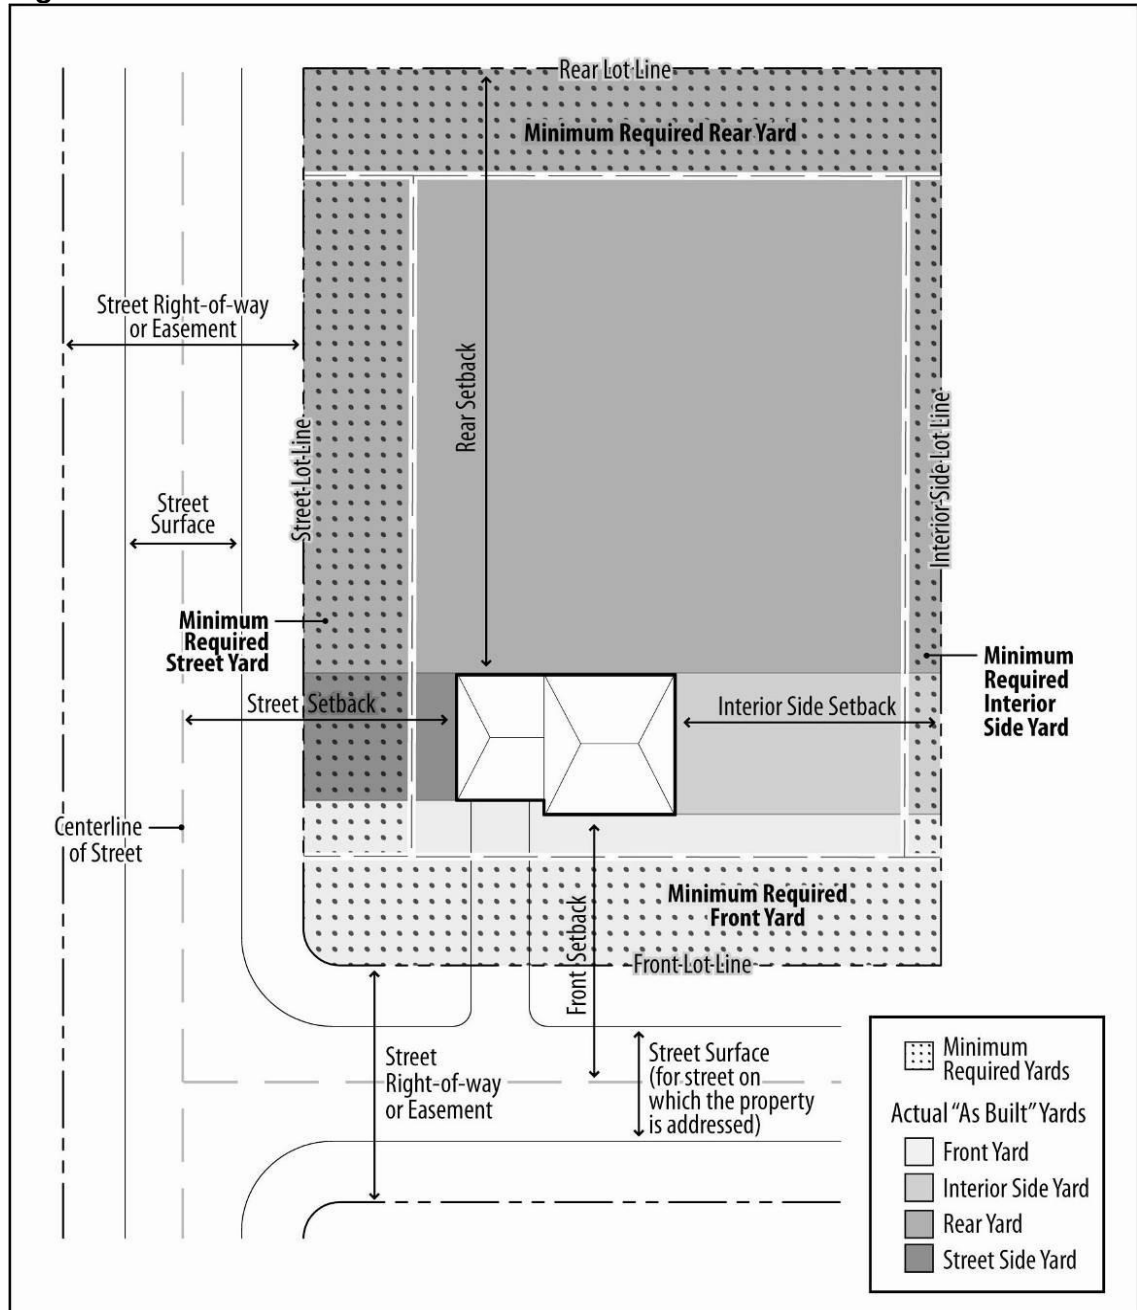 Rear Lot Line
Minimum Required Rear Yard
Street Right-of-way
or Easement
Rear Setback
Street Lot Line
Interior Side Lot Line
Street
Surface
Minimum
Required
Street Yard
Minimum
Required
Interior
Side Yard
Street Setback
Interior Side Setback
Centerline
of Street
Minimum Required
Front Yard
Front Setback
Front Lot Line
Street
Right-of-way
or Easement
Street Surface
(for street on
which the property
is addressed)
Minimum
Required Yards
Actual “As Built” Yards
Front Yard
Interior Side Yard
Rear Yard
Street Side Yard